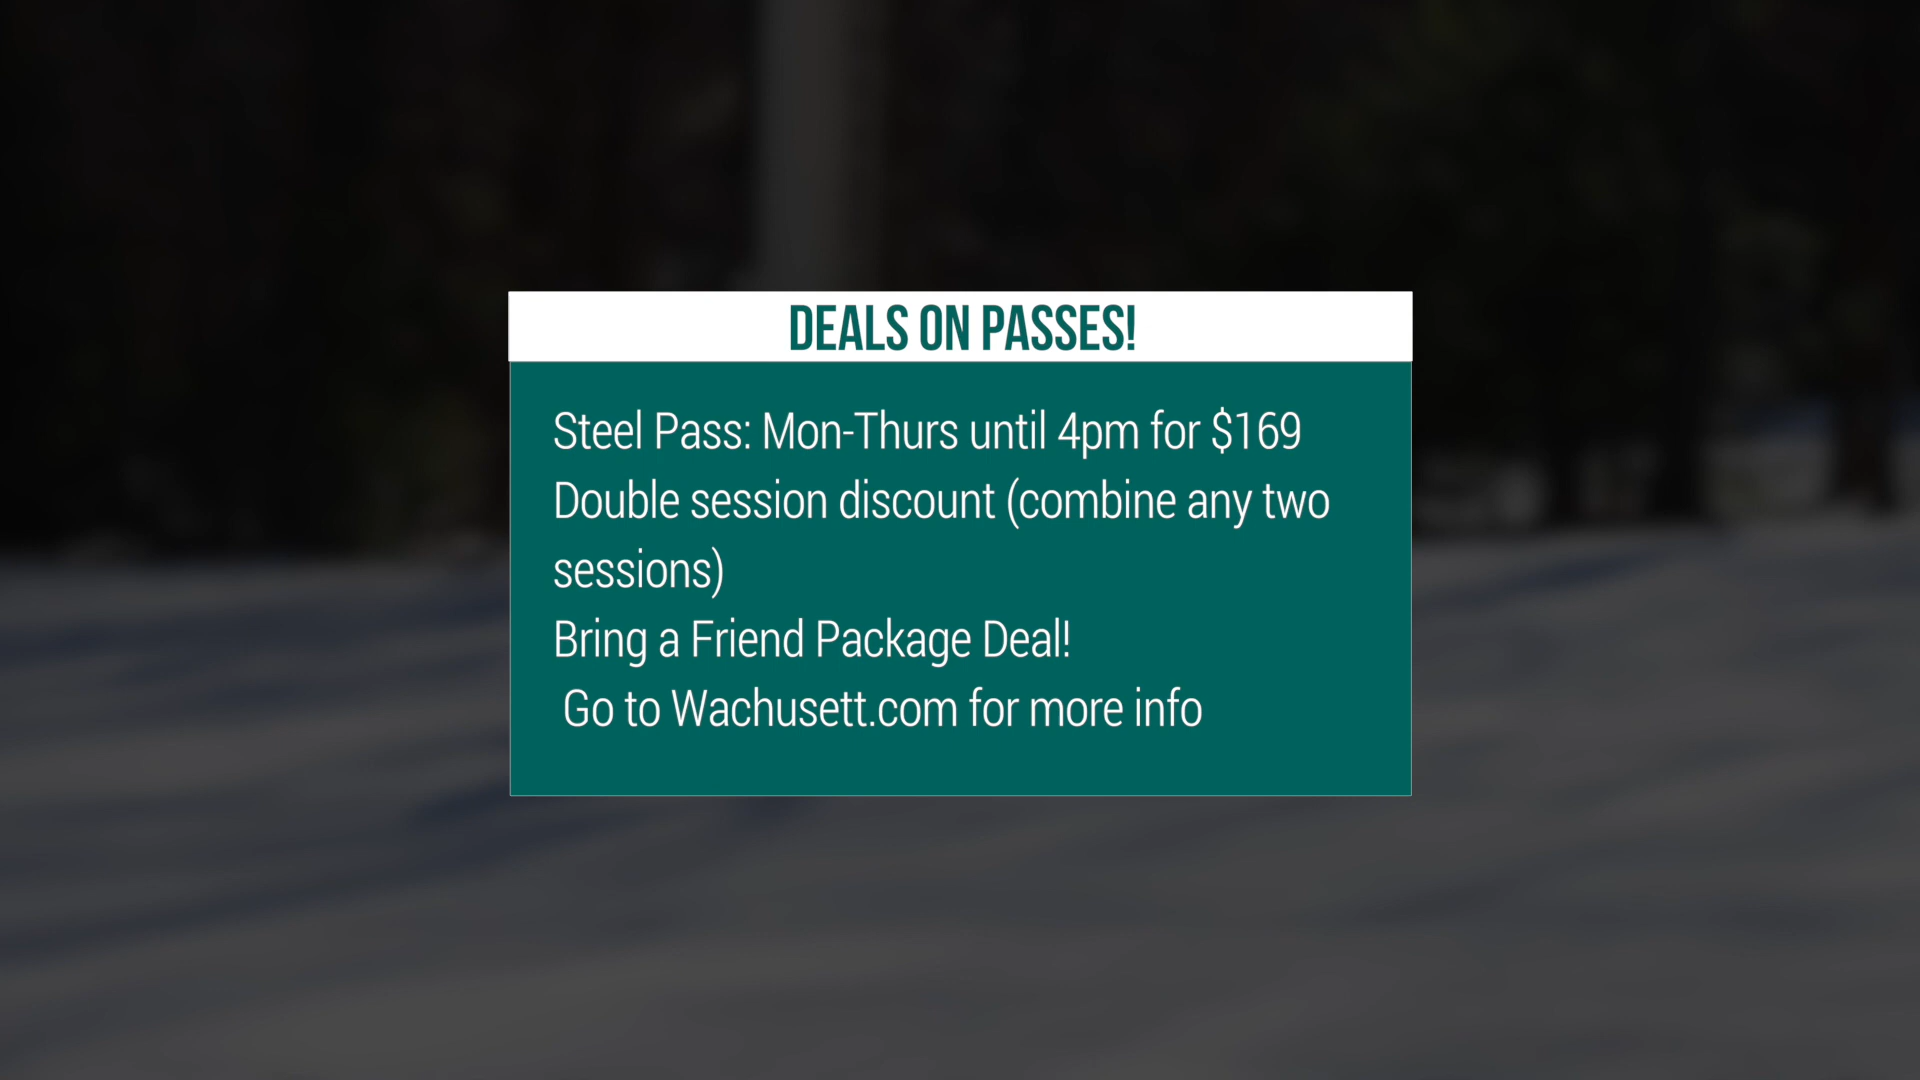 DEALS ON PASSES!
Steel Pass: Mon-Thurs until 4pm for $169
Double session discount (combine any two
sessions)
Bring a Friend Package Deal!
Go to Wachusett.com for more info